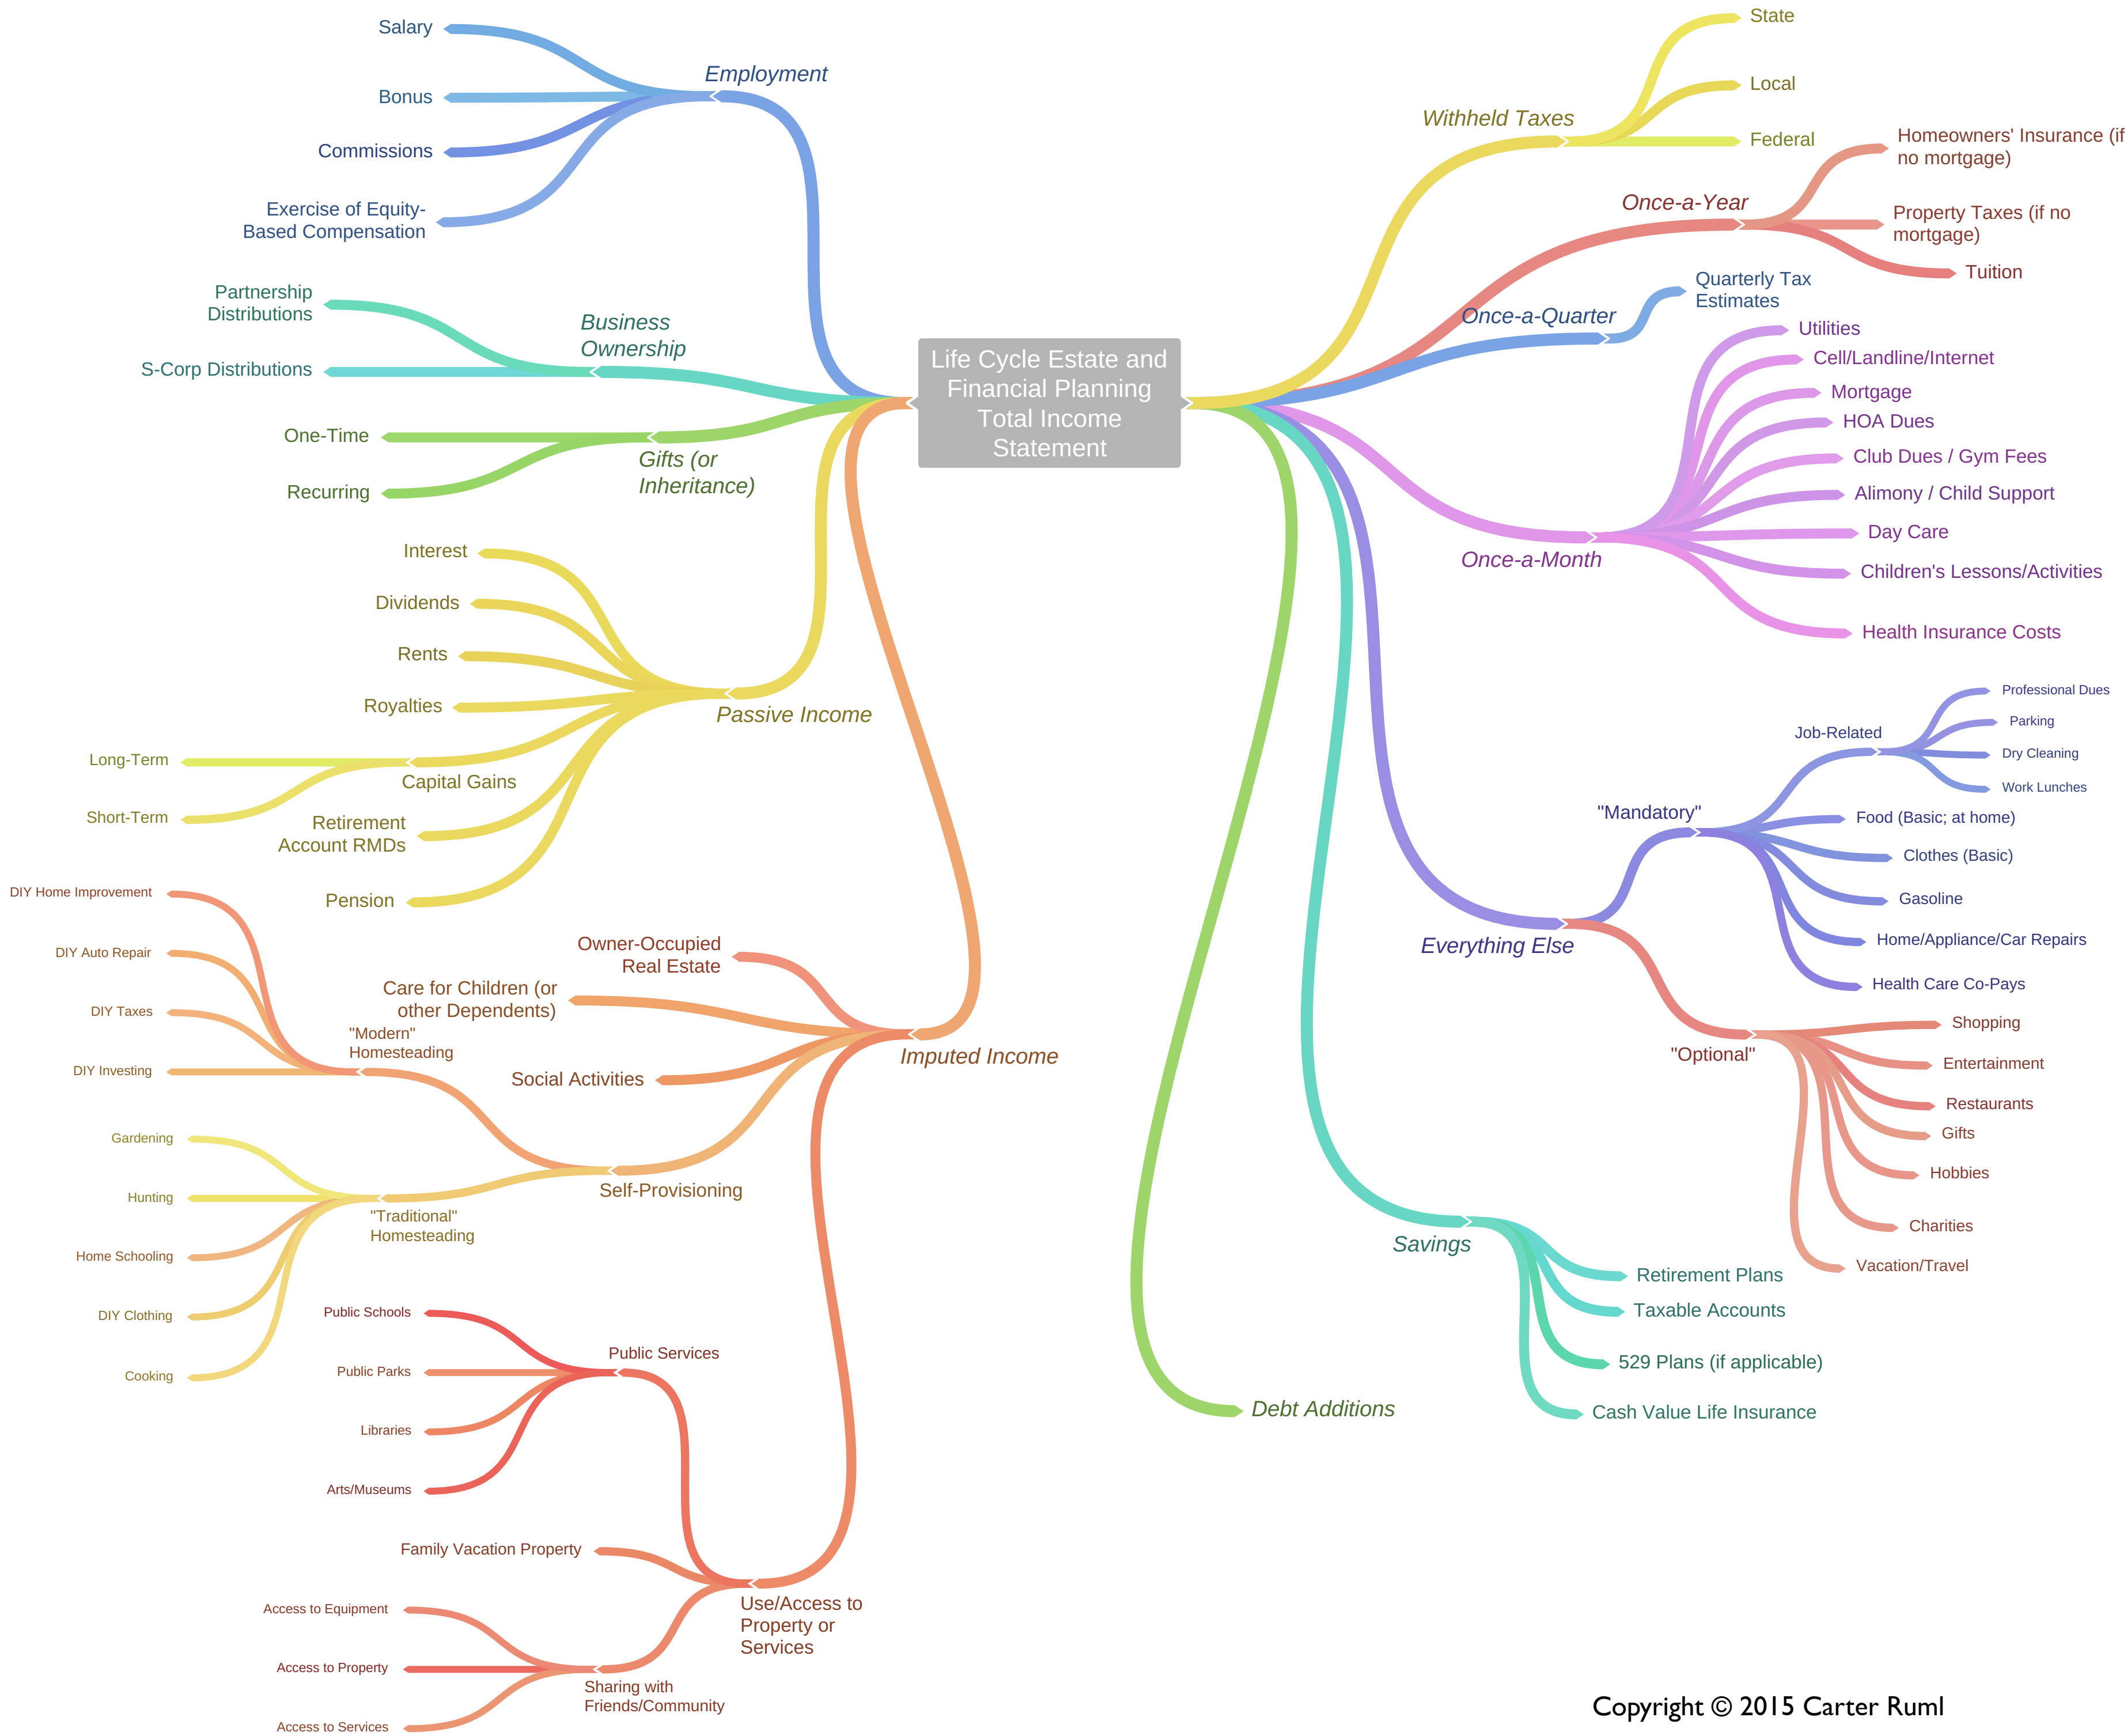 Life Cycle Estate and
Financial Planning
Total Income
Statement
Employment
Salary
Bonus
Commissions
Exercise of Equity-
Based Compensation
Business
Ownership
Partnership
Distributions
S-Corp Distributions
Gifts (or
Inheritance)
One-Time
Recurring
Passive Income
Interest
Dividends
Rents
Royalties
Capital Gains
Long-Term
Short-Term
Retirement
Account RMDs
Pension
Imputed Income
Owner-Occupied
Real Estate
Care for Children (or
other Dependents)
Social Activities
Self-Provisioning
"Modern"
Homesteading
DIY Home Improvement
DIY Auto Repair
DIY Taxes
DIY Investing
"Traditional"
Homesteading
Gardening
Hunting
Home Schooling
DIY Clothing
Cooking
Use/Access to
Property or
Services
Public Services
Public Schools
Public Parks
Libraries
Arts/Museums
Family Vacation Property
Sharing with
Friends/Community
Access to Equipment
Access to Property
Access to Services
Withheld Taxes
State
Local
Federal
Once-a-Year
Homeowners' Insurance (if
no mortgage)
Property Taxes (if no
mortgage)
Tuition
Once-a-Quarter
Quarterly Tax
Estimates
Once-a-Month
Utilities
Cell/Landline/Internet
Mortgage
HOA Dues
Club Dues / Gym Fees
Alimony / Child Support
Day Care
Children's Lessons/Activities
Health Insurance Costs
Everything Else
"Mandatory"
Job-Related
Professional Dues
Parking
Dry Cleaning
Work Lunches
Food (Basic; at home)
Clothes (Basic)
Gasoline
Home/Appliance/Car Repairs
Health Care Co-Pays
"Optional"
Shopping
Entertainment
Restaurants
Gifts
Hobbies
Charities
Vacation/Travel
Savings
Retirement Plans
Taxable Accounts
529 Plans (if applicable)
Cash Value Life Insurance
Debt Additions
Copyright © 2015 Carter Ruml